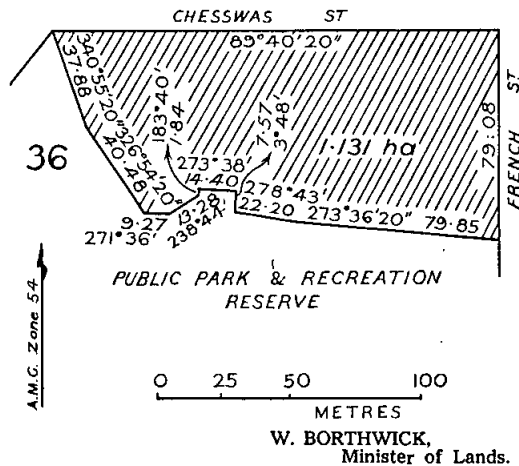 CHESSWAS ST
89°40'20"
340°55'20"
37.88
326°54'20"
40.48
183°40'
1.84
7.57
3°48'
79.08
FRENCH ST
1.131 ha
36
273°38'
14.40
278°43'
22.20
273°36'20"
79.85
9.27
271°36'
13.28
238°44'
PUBLIC PARK & RECREATION
RESERVE
A.M.G. Zone 54
0 25 50 100
METRES
W. BORTHWICK,
Minister of Lands.